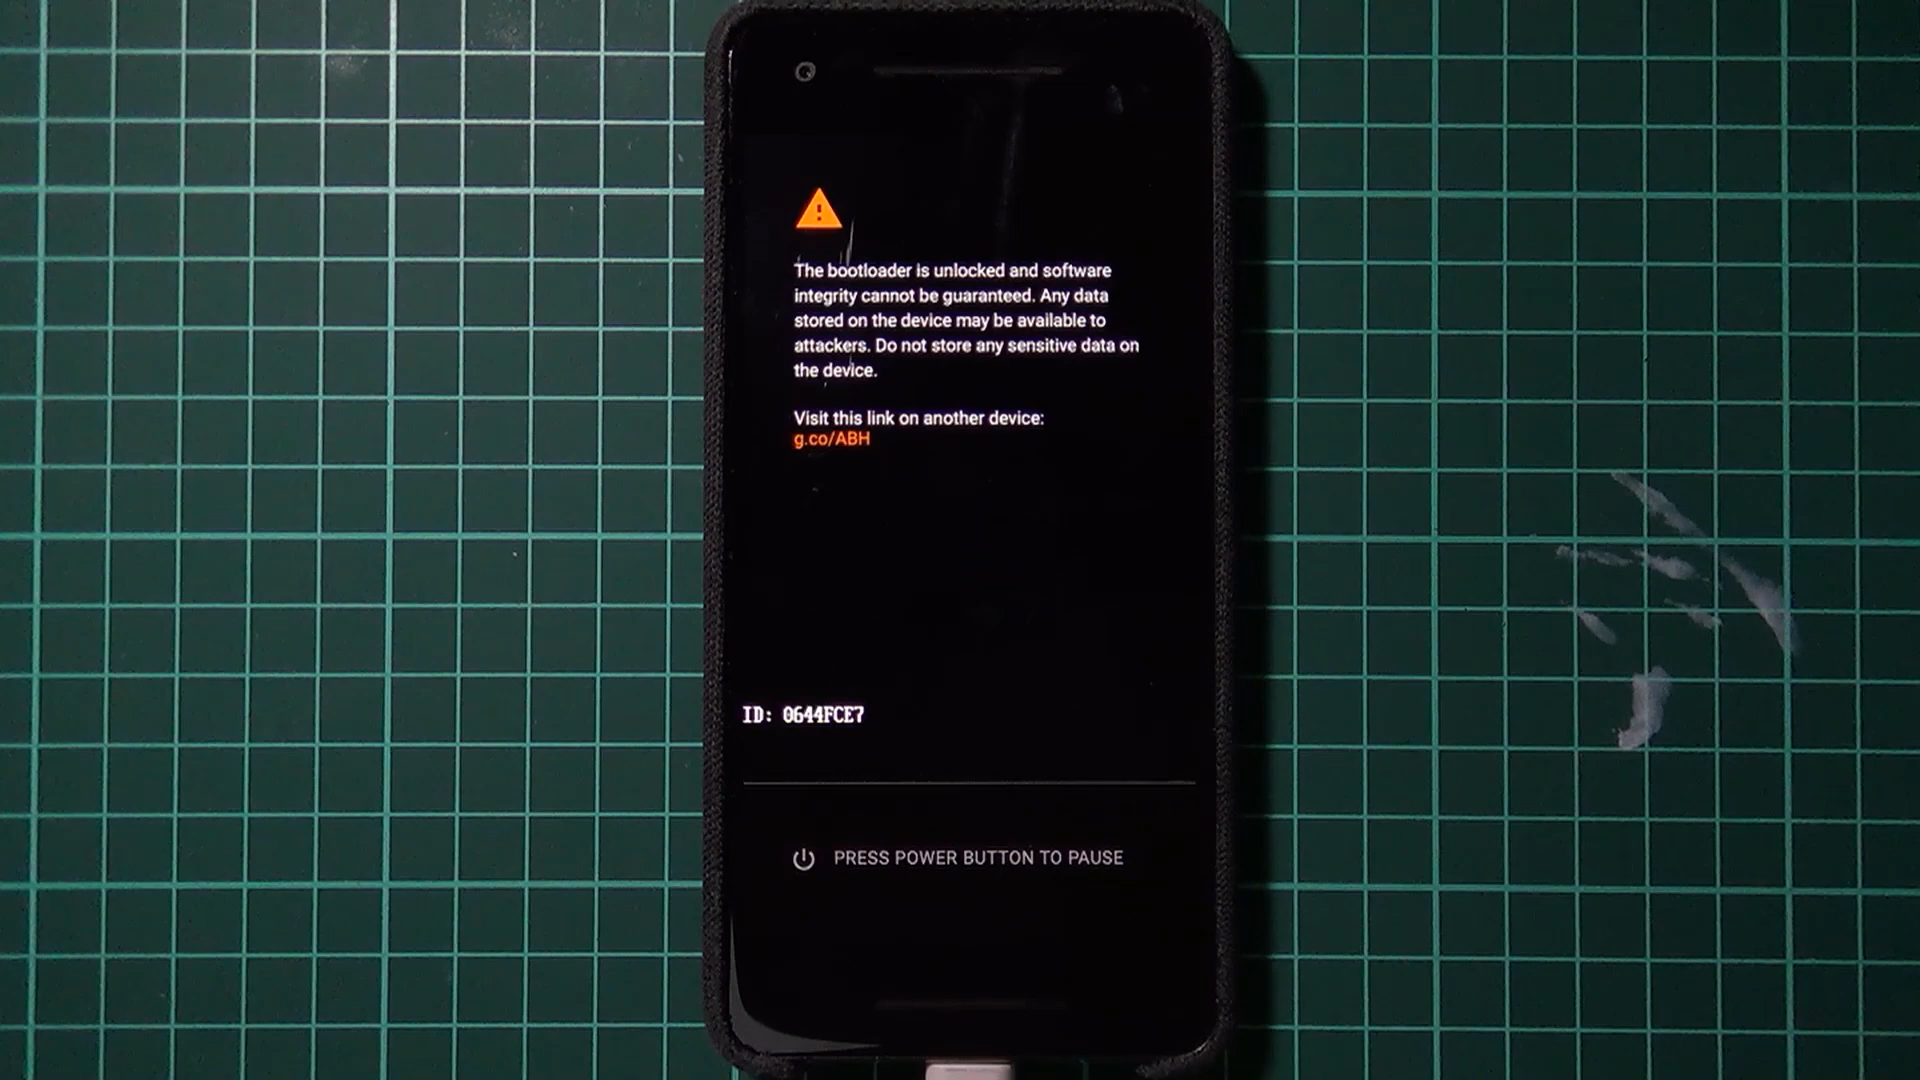 The bootloader is unlocked and software
integrity cannot be guaranteed. Any data
stored on the device may be available to
attackers. Do not store any sensitive data on
the device.
Visit this link on another device:
g.co/ABH
ID: 0644FCE7
PRESS POWER BUTTON TO PAUSE